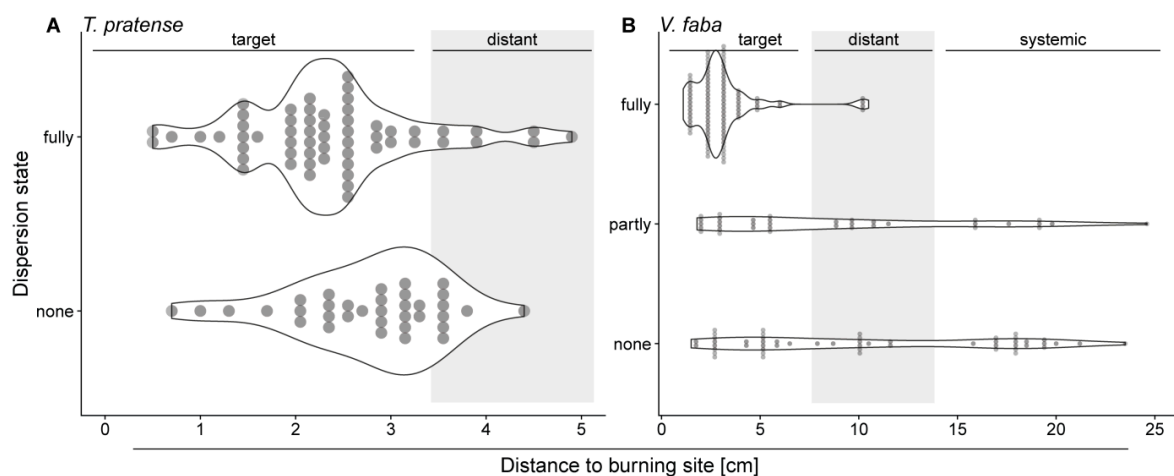 A T. pratense
target distant
fully
none
0 1 2 3 4 5
B V. faba
target distant systemic
fully
partly
none
0 5 10 15 20 25
Dispersion state
Distance to burning site [cm]